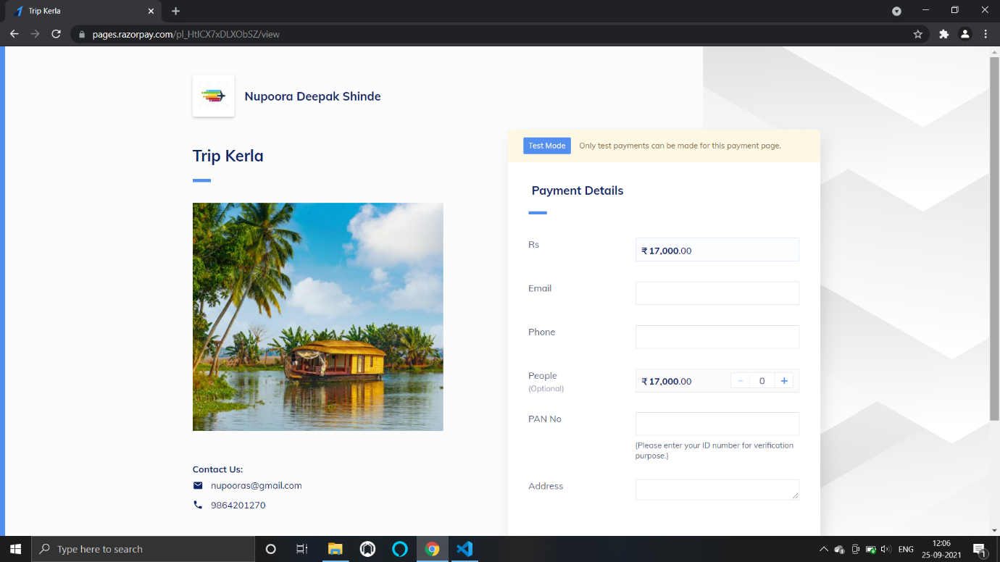 Trip Kerla
pages.razorpay.com/pl_HtICX7xDLXObSZ/view
Nupoora Deepak Shinde
Trip Kerla
Test Mode Only test payments can be made for this payment page.
Payment Details
Rs ₹ 17,000.00
Email
Phone
People ₹ 17,000.00 − 0 +
(Optional)
PAN No
(Please enter your ID number for verification
purpose.)
Address
Contact Us:
nupooras@gmail.com
9864201270
Type here to search
ENG
12:06
25-09-2021
1